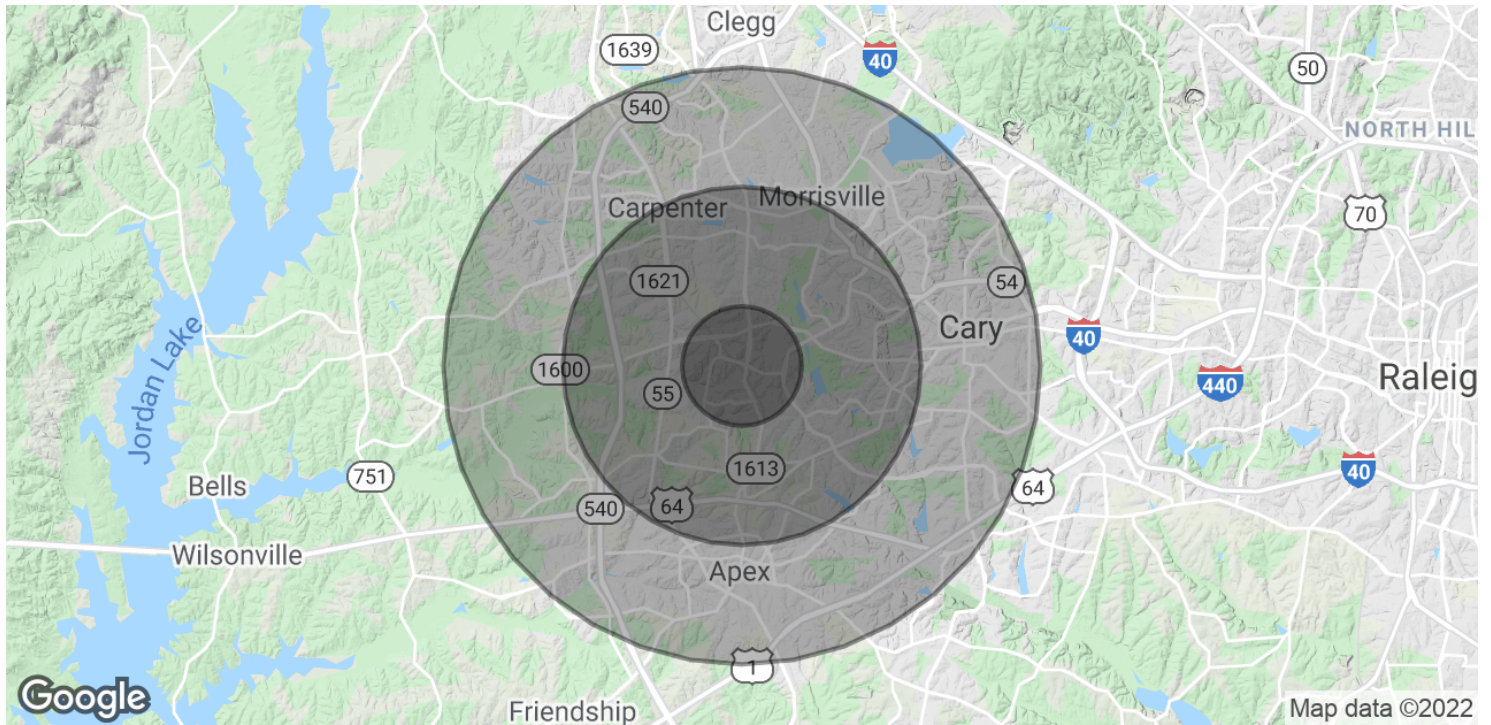 Clegg
1639
40
50
540
NORTH HIL
Carpenter
Morrisville
70
1621
54
Jordan Lake
Cary
40
1600
440
Raleig
55
1613
40
751
Bells
64
64
540
Wilsonville
Apex
1
Google
Friendship
Map data ©2022